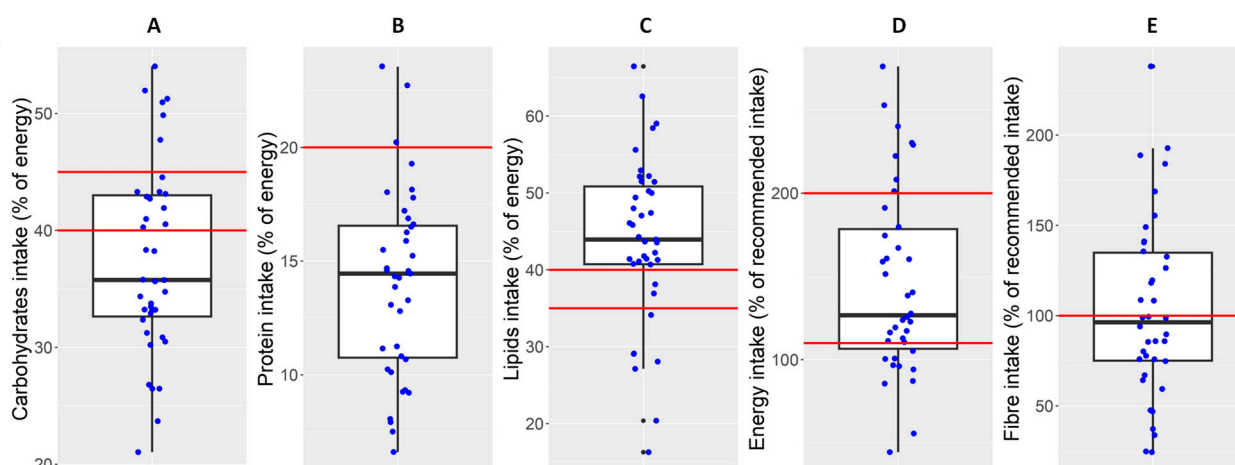 A
B
C
D
E
Carbohydrates intake (% of energy)
50
40
30
20
Protein intake (% of energy)
20
15
10
Lipids intake (% of energy)
60
50
40
30
20
Energy intake (% of recommended intake)
200
100
Fibre intake (% of recommended intake)
200
150
100
50